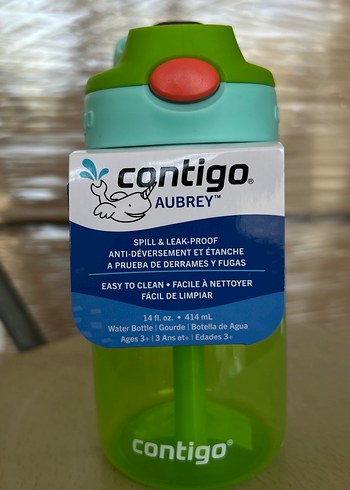 contigo®
AUBREY™
SPILL & LEAK-PROOF
ANTI-DÉVERSEMENT ET ÉTANCHE
A PRUEBA DE DERRAMES Y FUGAS
EASY TO CLEAN • FACILE À NETTOYER
FÁCIL DE LIMPIAR
14 fl. oz. • 414 mL
Water Bottle | Gourde | Botella de Agua
Ages 3+ | 3 Ans et+ | Edades 3+
contigo®